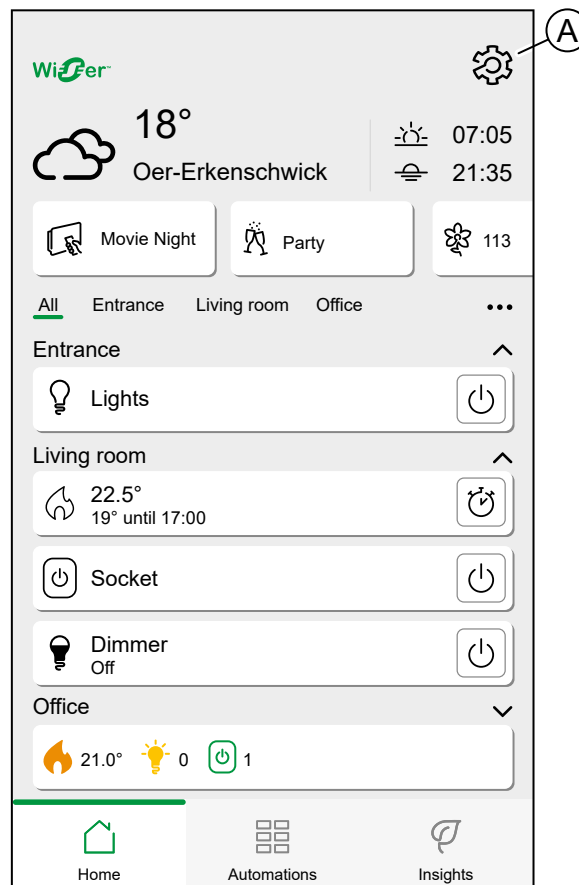 A
Wiser™
18°
07:05
Oer-Erkenschwick
21:35
Movie Night
Party
113
All Entrance Living room Office
Entrance
Lights
Living room
22.5°
19° until 17:00
Socket
Dimmer
Off
Office
21.0° 0 1
Home Automations Insights